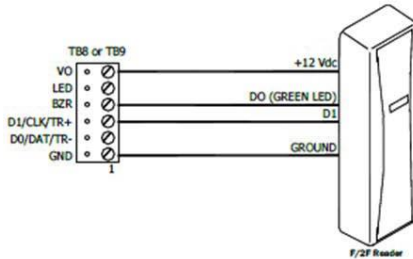 TB8 or TB9
VO
LED
BZR
D1/CLK/TR+
D0/DAT/TR-
GND
1
+12 Vdc
DO (GREEN LED)
D1
GROUND
F/2F Reader